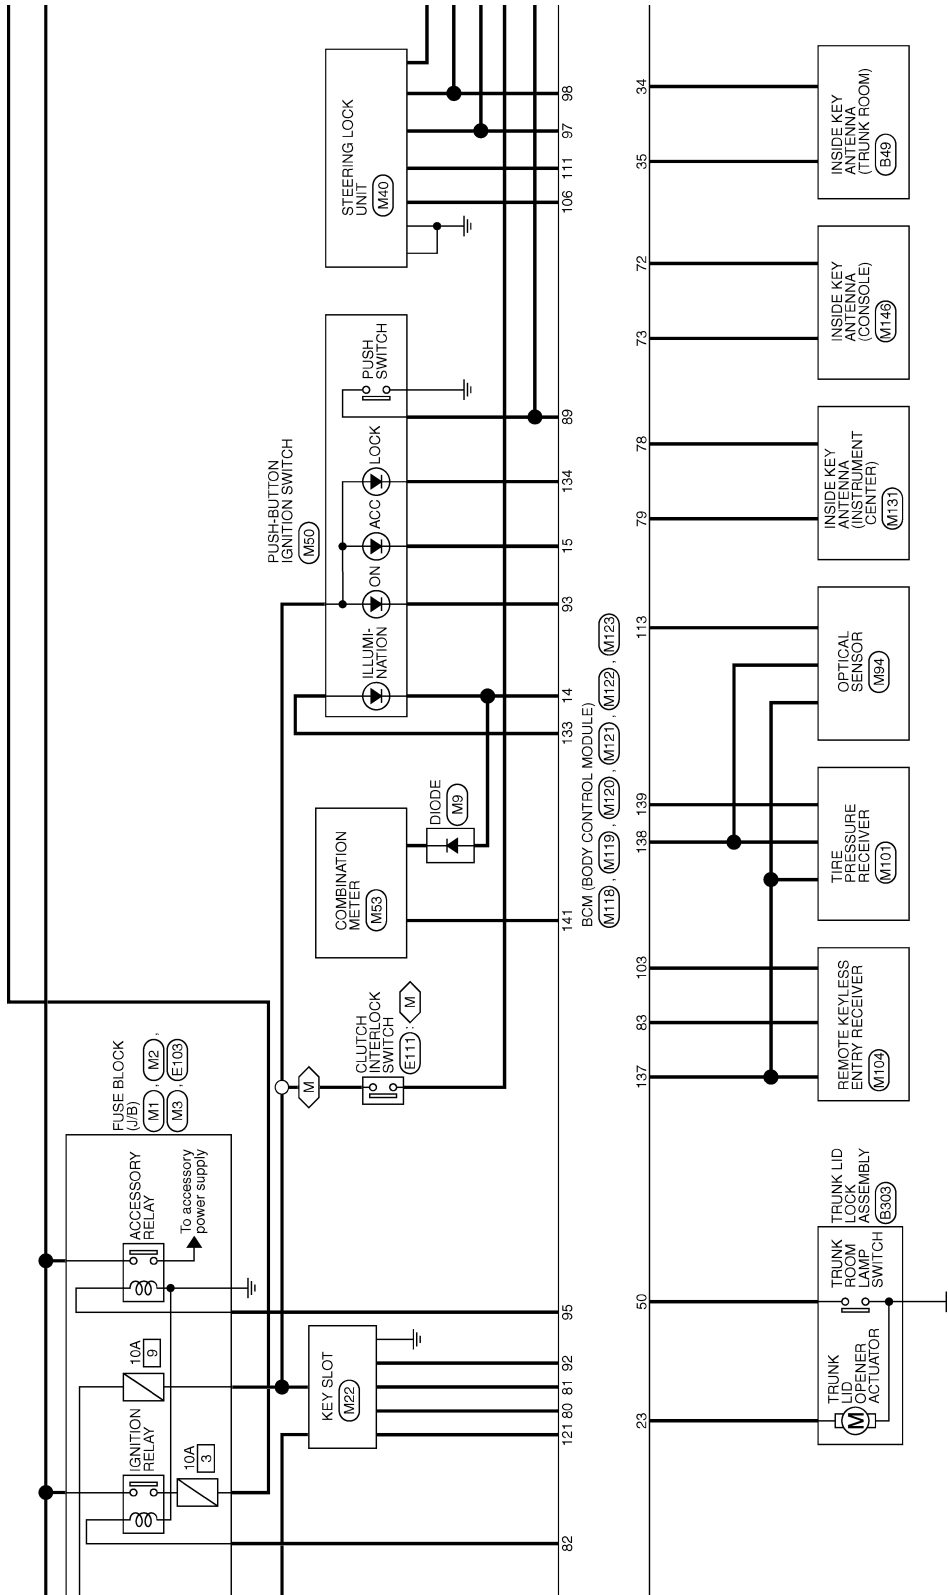 FUSE BLOCK
(J/B)
M1 , M2 ,
M3 , E103
IGNITION
RELAY
10A
3
10A
9
ACCESSORY
RELAY
To accessory
power supply
KEY SLOT
M22
M
CLUTCH
INTERLOCK
SWITCH
E111 : M
COMBINATION
METER
M53
DIODE
M9
PUSH-BUTTON
IGNITION SWITCH
M50
ILLUMI-
NATION
ON
ACC
LOCK
PUSH
SWITCH
STEERING LOCK
UNIT
M40
82
121
80
81
92
95
141
133
14
93
15
134
89
106
111
97
98
BCM (BODY CONTROL MODULE)
M118 , M119 , M120 , M121 , M122 , M123
23
50
137
83
103
138
139
113
79
78
73
72
35
34
TRUNK
LID
OPENER
ACTUATOR
M
TRUNK
ROOM
LAMP
SWITCH
TRUNK LID
LOCK
ASSEMBLY
B303
REMOTE KEYLESS
ENTRY RECEIVER
M104
TIRE
PRESSURE
RECEIVER
M101
OPTICAL
SENSOR
M94
INSIDE KEY
ANTENNA
(INSTRUMENT
CENTER)
M131
INSIDE KEY
ANTENNA
(CONSOLE)
M146
INSIDE KEY
ANTENNA
(TRUNK ROOM)
B49